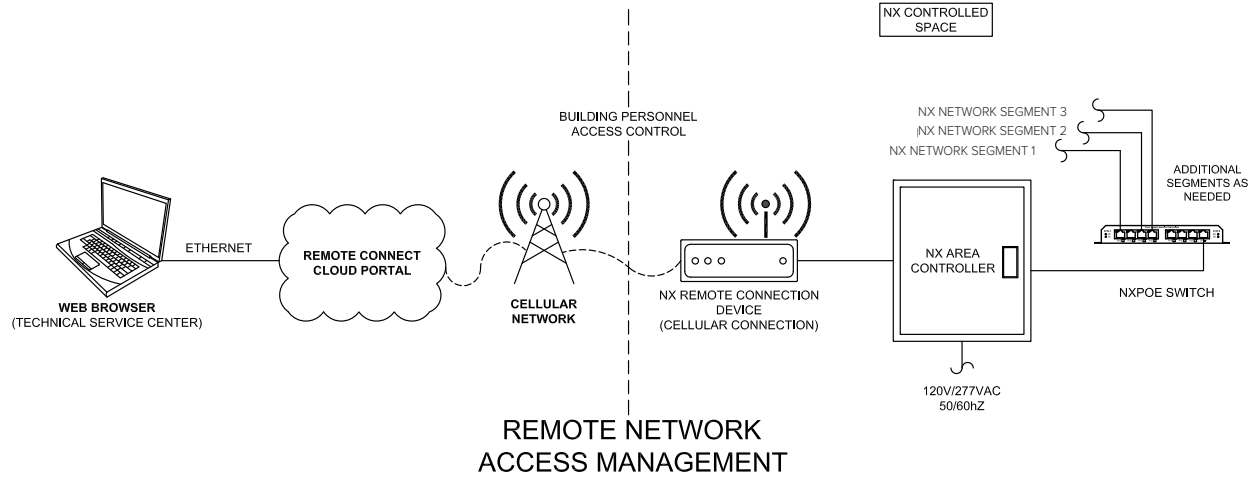 NX CONTROLLED
SPACE
BUILDING PERSONNEL
ACCESS CONTROL
NX NETWORK SEGMENT 3
NX NETWORK SEGMENT 2
NX NETWORK SEGMENT 1
ADDITIONAL
SEGMENTS AS
NEEDED
ETHERNET
REMOTE CONNECT
CLOUD PORTAL
NX AREA
CONTROLLER
WEB BROWSER
(TECHNICAL SERVICE CENTER)
CELLULAR
NETWORK
NX REMOTE CONNECTION
DEVICE
(CELLULAR CONNECTION)
NXPOE SWITCH
120V/277VAC
50/60hZ
REMOTE NETWORK
ACCESS MANAGEMENT